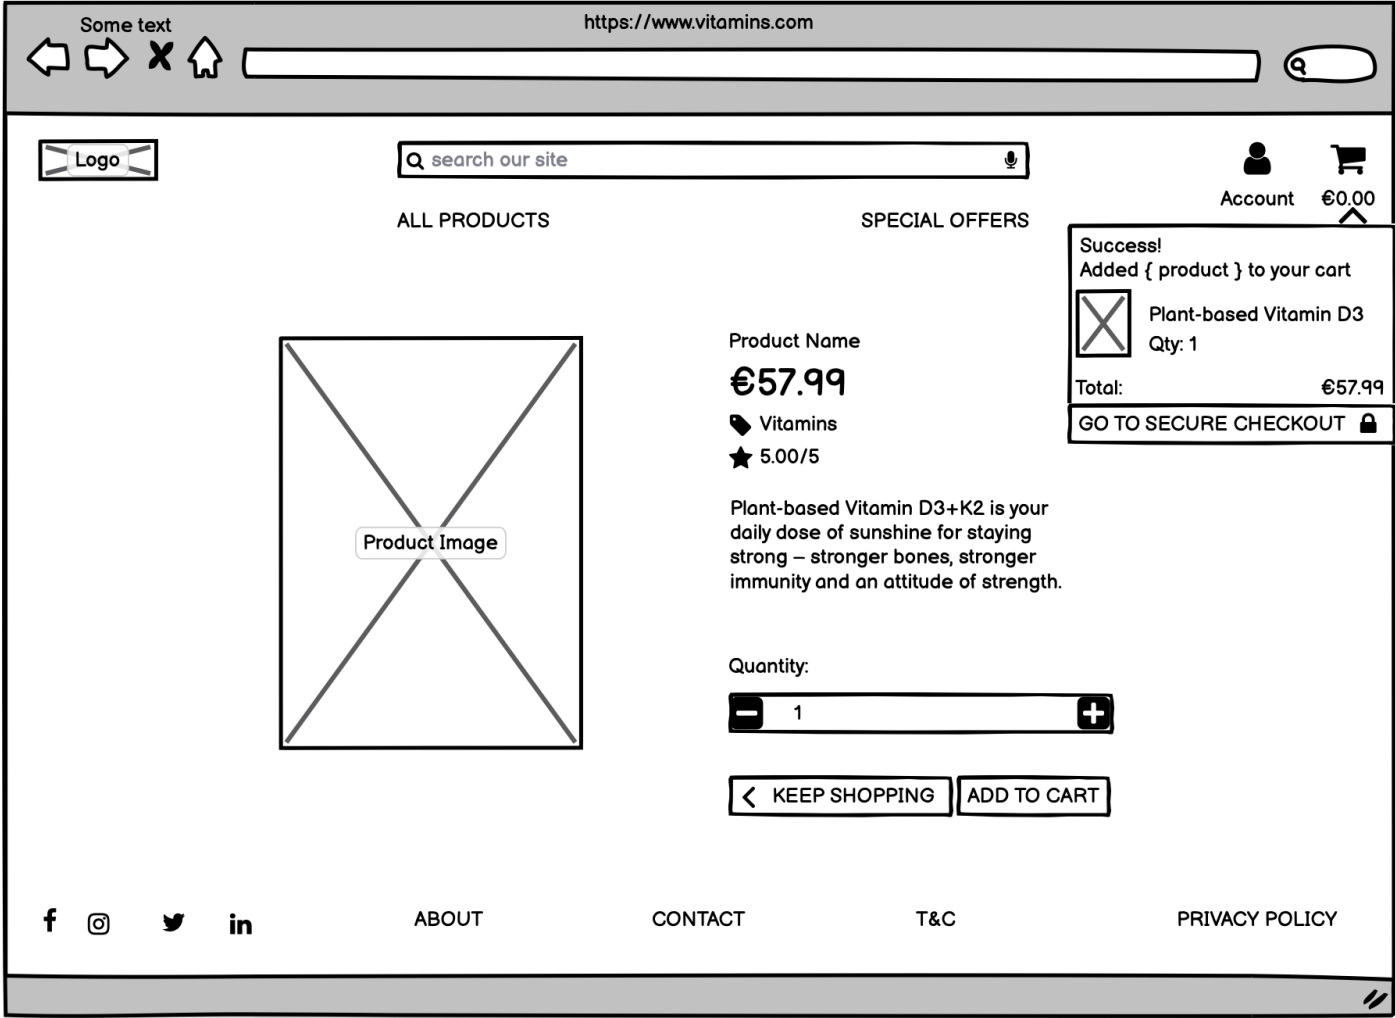 Some text
https://www.vitamins.com
Logo
search our site
Account
€0.00
ALL PRODUCTS
SPECIAL OFFERS
Success!
Added { product } to your cart
Plant-based Vitamin D3
Qty: 1
Total:
€57.99
GO TO SECURE CHECKOUT
Product Image
Product Name
€57.99
Vitamins
5.00/5
Plant-based Vitamin D3+K2 is your
daily dose of sunshine for staying
strong – stronger bones, stronger
immunity and an attitude of strength.
Quantity:
1
KEEP SHOPPING
ADD TO CART
ABOUT
CONTACT
T&C
PRIVACY POLICY